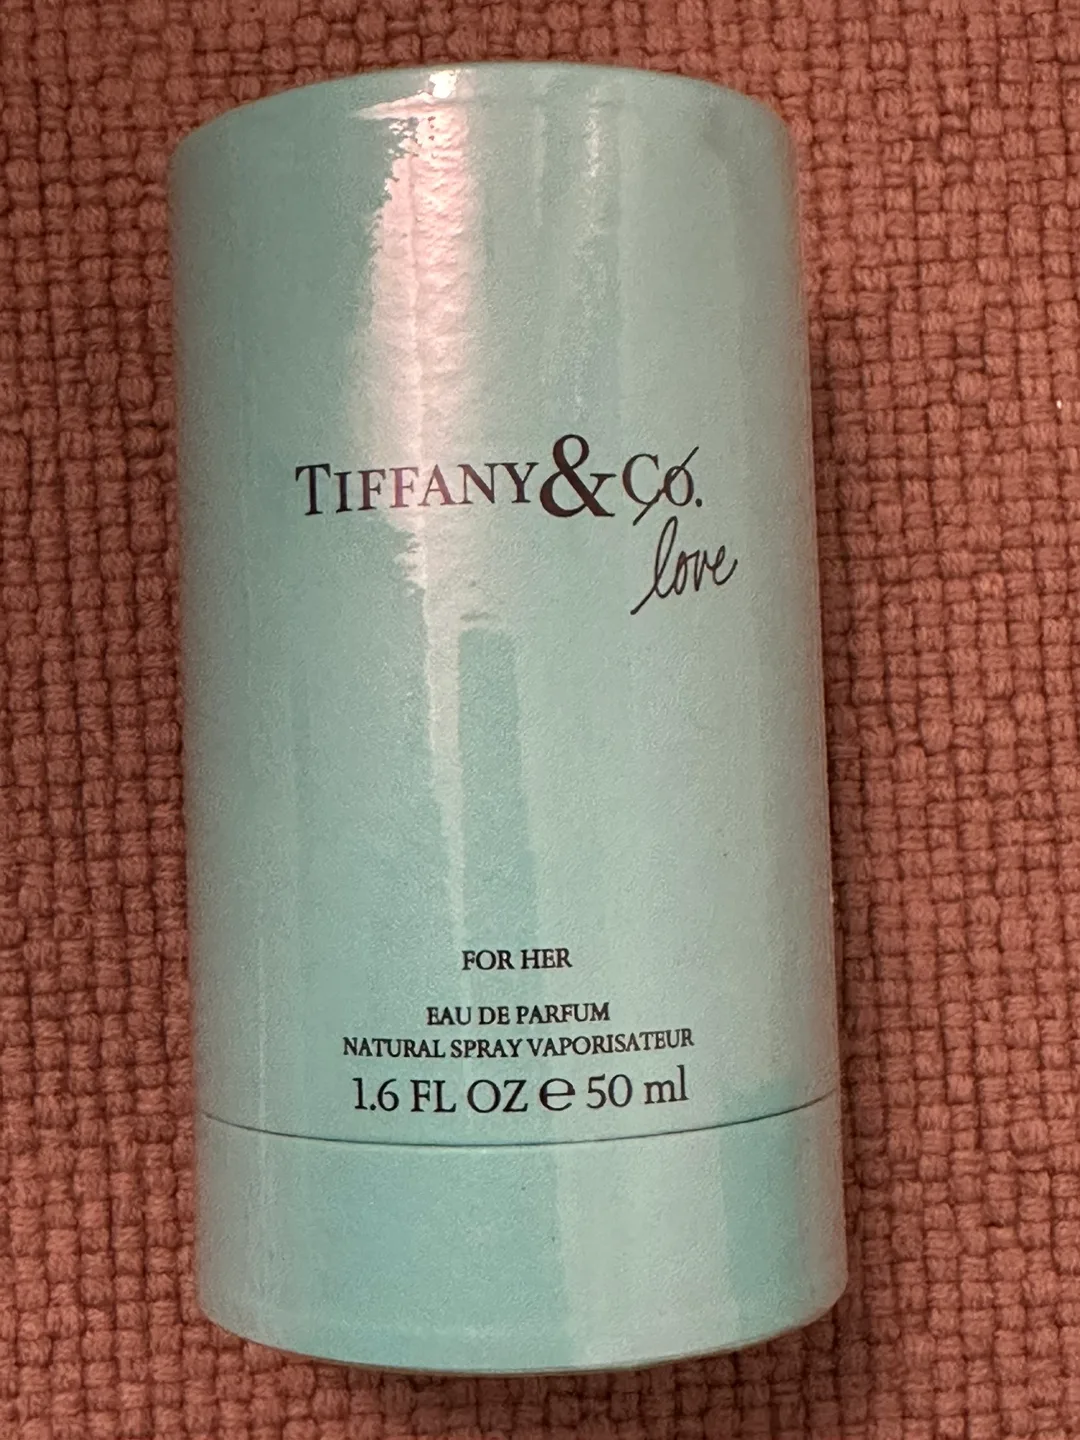 TIFFANY & CO.
love
FOR HER
EAU DE PARFUM
NATURAL SPRAY VAPORISATEUR
1.6 FL OZ e 50 ml